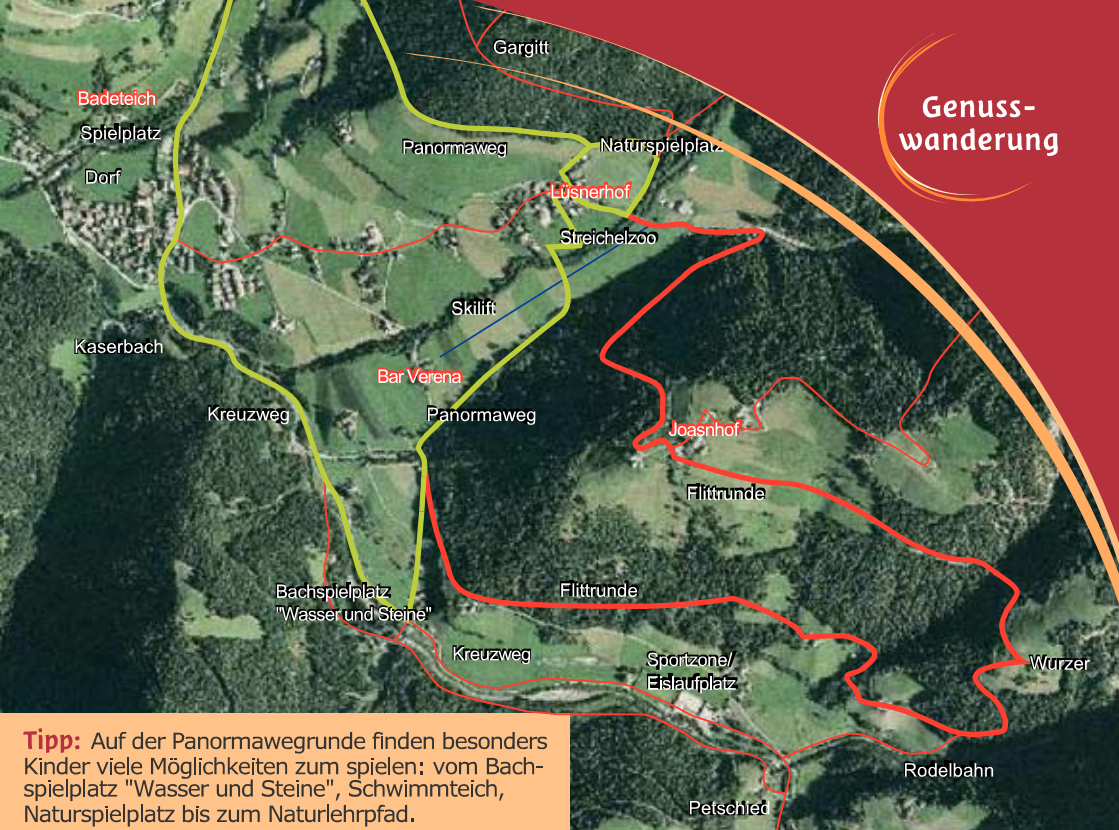 Gargitt
Genuss-
wanderung
Badeteich
Spielplatz
Panormaweg
Naturspielplatz
Dorf
Lüsnerhof
Streichelzoo
Skilift
Kaserbach
Bar Verena
Kreuzweg
Panormaweg
Joasnhof
Flittrunde
Bachspielplatz
"Wasser und Steine"
Flittrunde
Kreuzweg
Sportzone/
Eislaufplatz
Wurzer
Rodelbahn
Petschied
Tipp: Auf der Panormawegrunde finden besonders
Kinder viele Möglichkeiten zum spielen: vom Bach-
spielplatz "Wasser und Steine", Schwimmteich,
Naturspielplatz bis zum Naturlehrpfad.